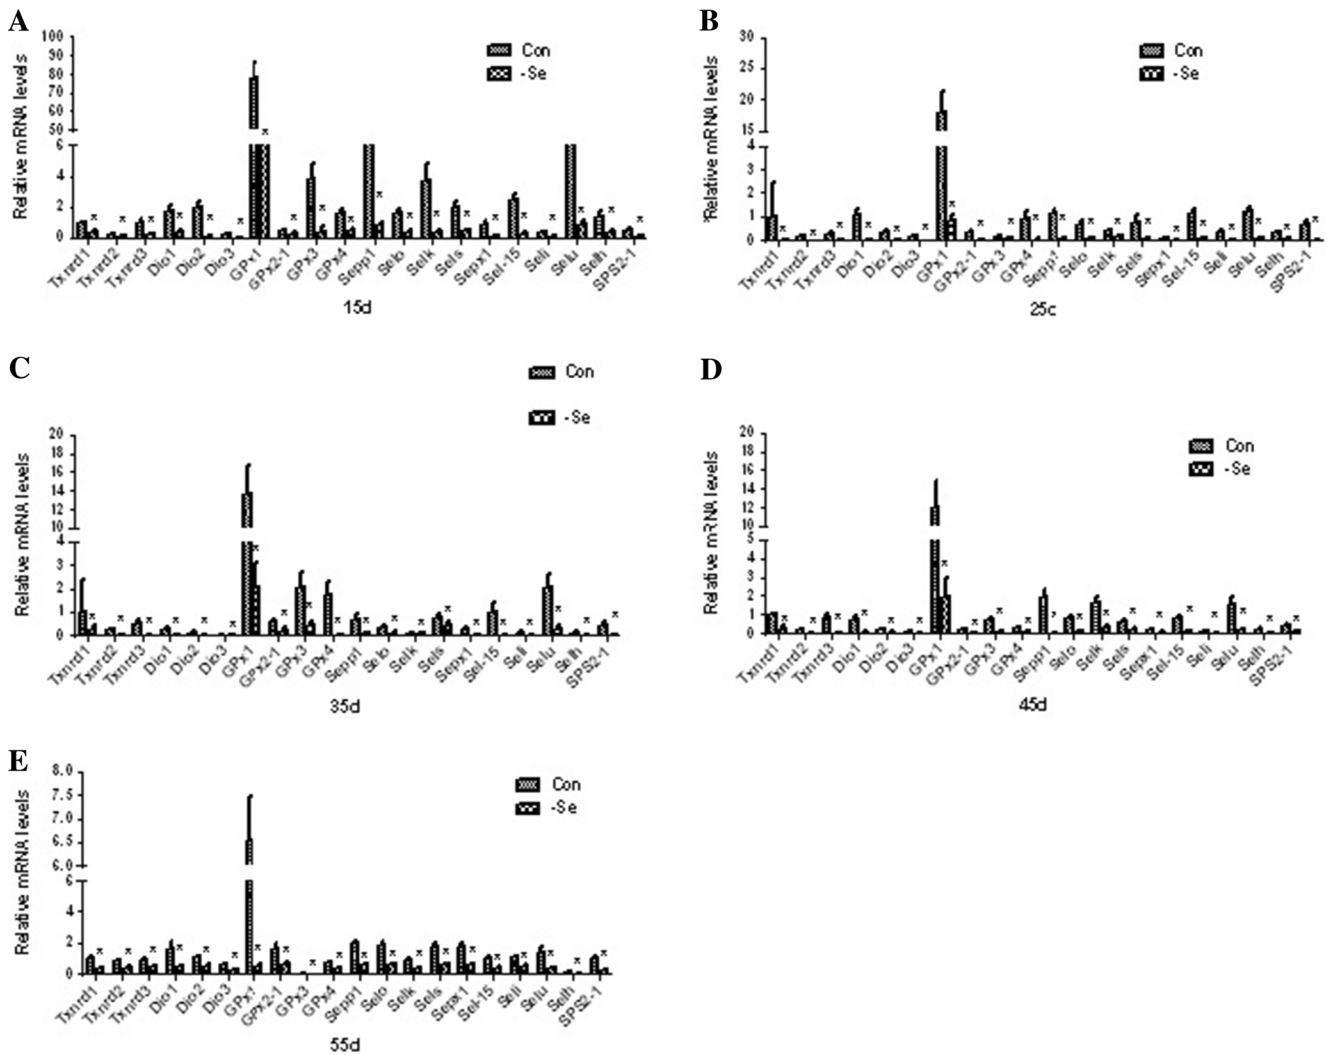 A
Relative mRNA levels
100
90
80
70
60
50
6
4
2
0
Con
-Se
Txnrd1
Txnrd2
Txnrd3
Dio1
Dio2
Dio3
GPx1
GPx2-1
GPx3
GPx4
Sepp1
Selo
Selk
Sels
Sepx1
Sel-15
Seli
Selu
Selh
SPS2-1
15d
B
Relative mRNA levels
30
25
20
15
4
3
2
1
0
Con
-Se
Txnrd1
Txnrd2
Txnrd3
Dio1
Dio2
Dio3
GPx1
GPx2-1
GPx3
GPx4
Sepp1
Selo
Selk
Sels
Sepx1
Sel-15
Seli
Selu
Selh
SPS2-1
25c
C
Relative mRNA levels
20
18
16
14
12
10
4
3
2
1
0
Con
-Se
Txnrd1
Txnrd2
Txnrd3
Dio1
Dio2
Dio3
GPx1
GPx2-1
GPx3
GPx4
Sepp1
Selo
Selk
Sels
Sepx1
Sel-15
Seli
Selu
Selh
SPS2-1
35d
D
Relative mRNA levels
20
18
16
14
12
10
5
4
3
2
1
0
Con
-Se
Txnrd1
Txnrd2
Txnrd3
Dio1
Dio2
Dio3
GPx1
GPx2-1
GPx3
GPx4
Sepp1
Selo
Selk
Sels
Sepx1
Sel-15
Seli
Selu
Selh
SPS2-1
45d
E
Relative mRNA levels
8.0
7.5
7.0
6.5
6.0
6
4
2
0
Con
-Se
Txnrd1
Txnrd2
Txnrd3
Dio1
Dio2
Dio3
GPx1
GPx2-1
GPx3
GPx4
Sepp1
Selo
Selk
Sels
Sepx1
Sel-15
Seli
Selu
Selh
SPS2-1
55d